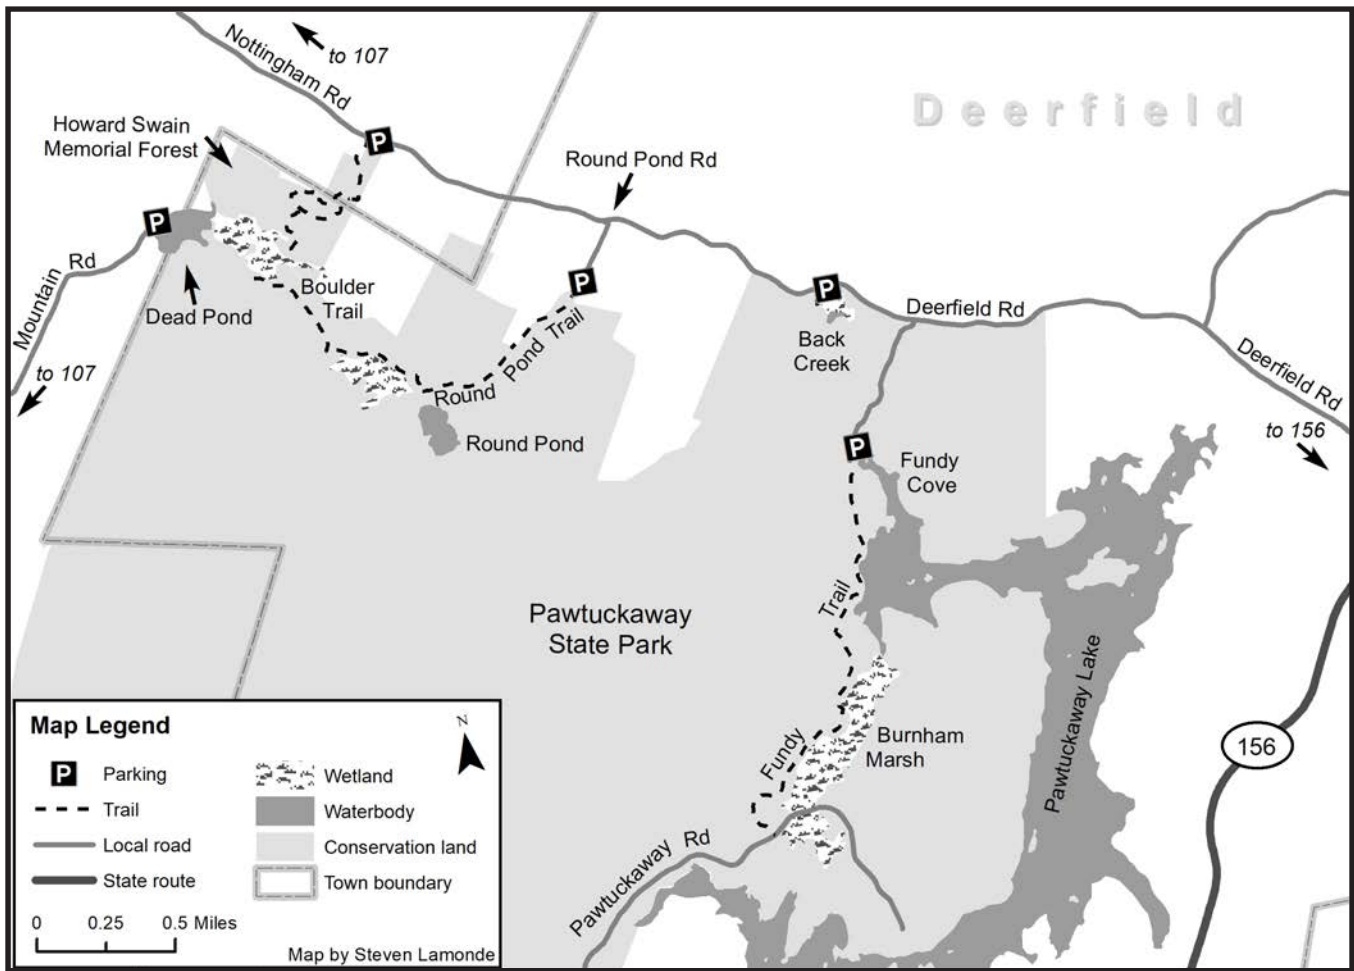 to 107
Nottingham Rd
Deerfield
Howard Swain
Memorial Forest
P
Round Pond Rd
P
Mountain Rd
Boulder
Trail
P
Dead Pond
P
Back
Creek
Deerfield Rd
Deerfield Rd
to 107
Round Pond Trail
Round Pond
to 156
P
Fundy
Cove
Pawtuckaway
State Park
Fundy Trail
Pawtuckaway Lake
Burnham
Marsh
156
Pawtuckaway Rd
Map Legend
N
P Parking
Trail
Local road
State route
Wetland
Waterbody
Conservation land
Town boundary
0 0.25 0.5 Miles
Map by Steven Lamonde